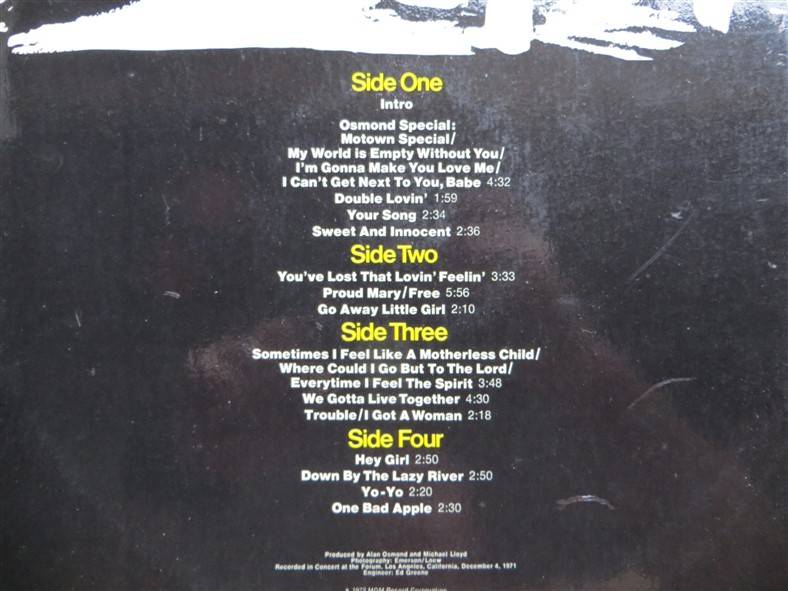 Side One
Intro
Osmond Special:
Motown Special/
My World is Empty Without You/
I'm Gonna Make You Love Me/
I Can't Get Next To You, Babe 4:32
Double Lovin' 1:59
Your Song 2:34
Sweet And Innocent 2:36
Side Two
You've Lost That Lovin' Feelin' 3:33
Proud Mary/Free 5:56
Go Away Little Girl 2:10
Side Three
Sometimes I Feel Like A Motherless Child/
Where Could I Go But To The Lord/
Everytime I Feel The Spirit 3:48
We Gotta Live Together 4:30
Trouble/I Got A Woman 2:18
Side Four
Hey Girl 2:50
Down By The Lazy River 2:50
Yo-Yo 2:20
One Bad Apple 2:30
Produced by Alan Osmond and Michael Lloyd
Photography: Emerson/Loew
Recorded in Concert at the Forum, Los Angeles, California, December 4, 1971
Engineer: Ed Greene
MGM Record Corporation